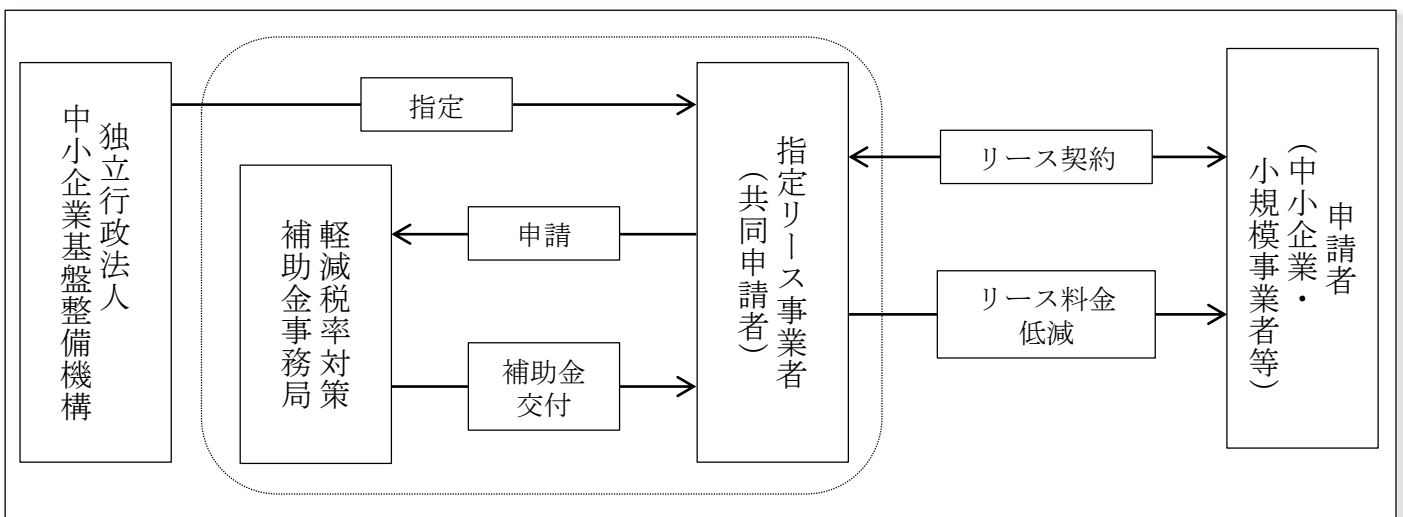 独立行政法人
中小企業基盤整備機構
指定
軽減税率対策
補助金事務局
申請
補助金
交付
指定リース事業者
（共同申請者）
リース契約
リース料金
低減
申請者
（中小企業・
小規模事業者等）